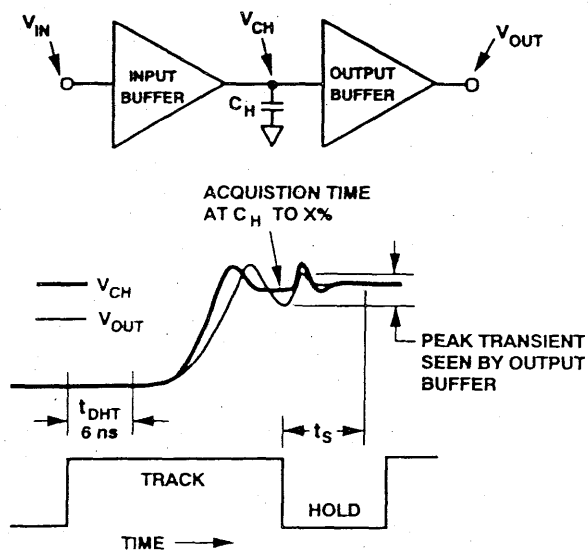 V_IN
V_CH
V_OUT
INPUT
BUFFER
OUTPUT
BUFFER
C_H
ACQUISTION TIME
AT C_H TO X%
V_CH
V_OUT
PEAK TRANSIENT
SEEN BY OUTPUT
BUFFER
t_DHT
6 ns
t_S
TRACK
HOLD
TIME